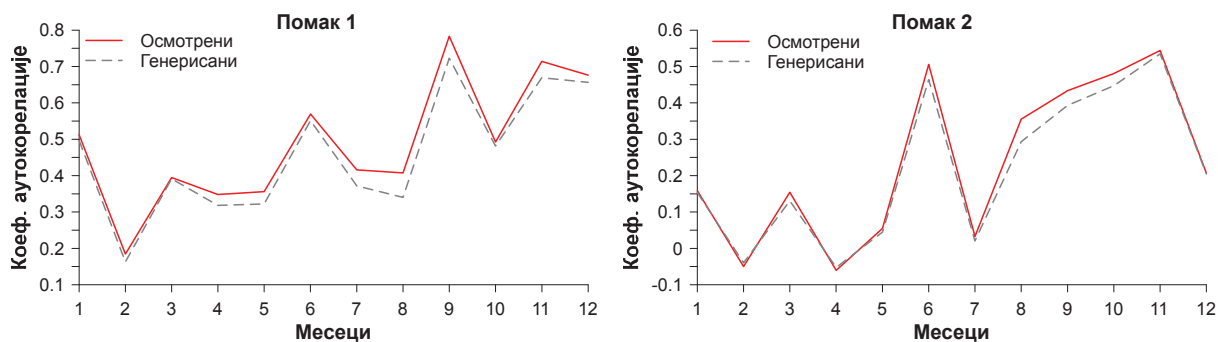 Помак 1
Осмотрени
Генерисани
Коеф. аутокорелације
0.8
0.7
0.6
0.5
0.4
0.3
0.2
0.1
1 2 3 4 5 6 7 8 9 10 11 12
Месеци
Помак 2
Осмотрени
Генерисани
Коеф. аутокорелације
0.6
0.5
0.4
0.3
0.2
0.1
0
-0.1
1 2 3 4 5 6 7 8 9 10 11 12
Месеци